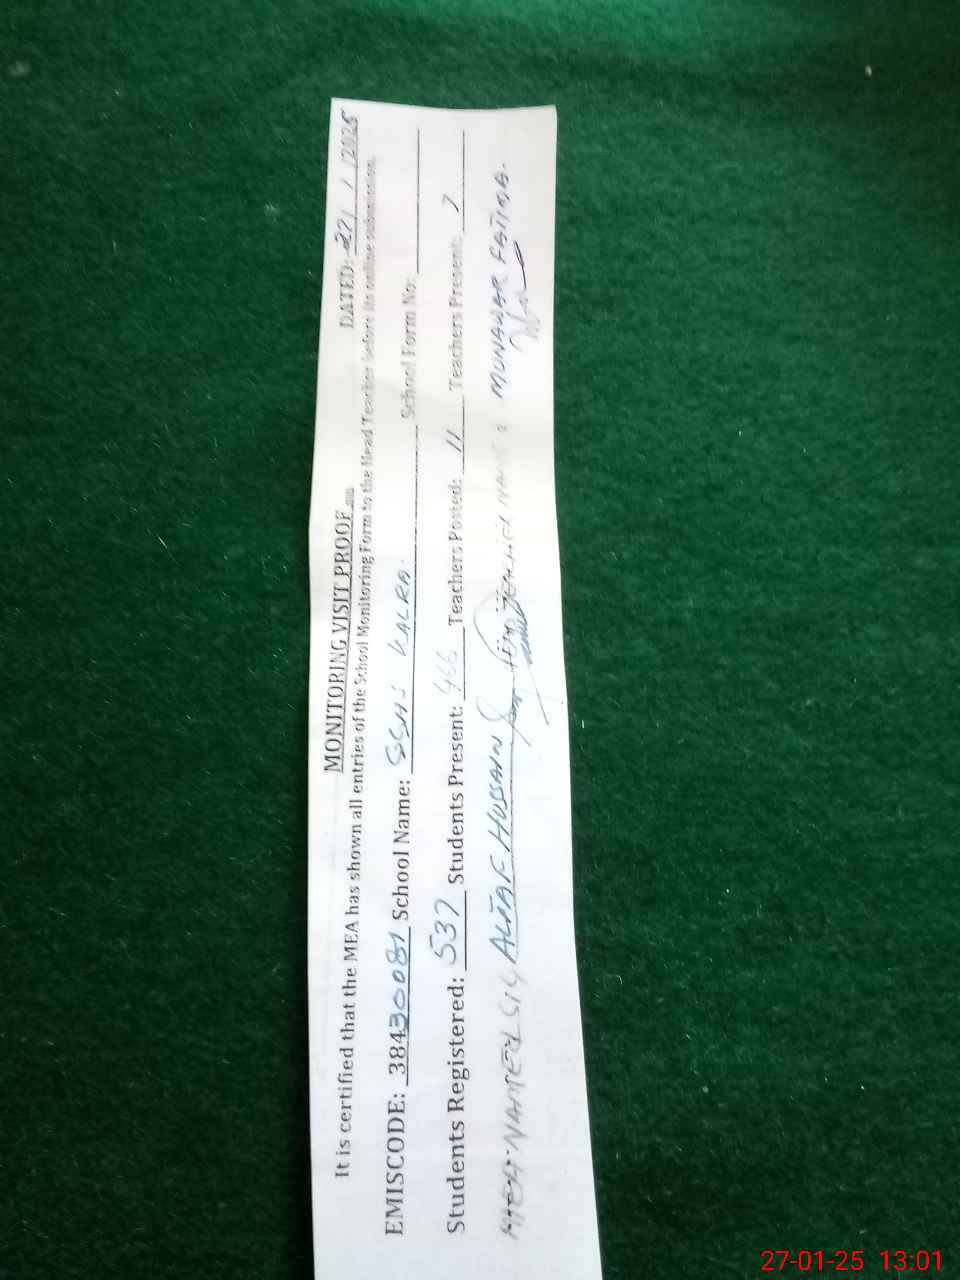 MONITORING VISIT PROOF
DATED: 27/1/2025
It is certified that the MEA has shown all entries of the School Monitoring Form to the Head Teacher before its online submission.
EMISCODE: 38430081 School Name: GGHS KALRA. School Form No:
Students Registered: 537 Students Present: 466 Teachers Posted: 11 Teachers Present: 7
MEA NAME & SIG ALTAF HUSSAIN MUNAWAR FATIMA.
27-01-25 13:01